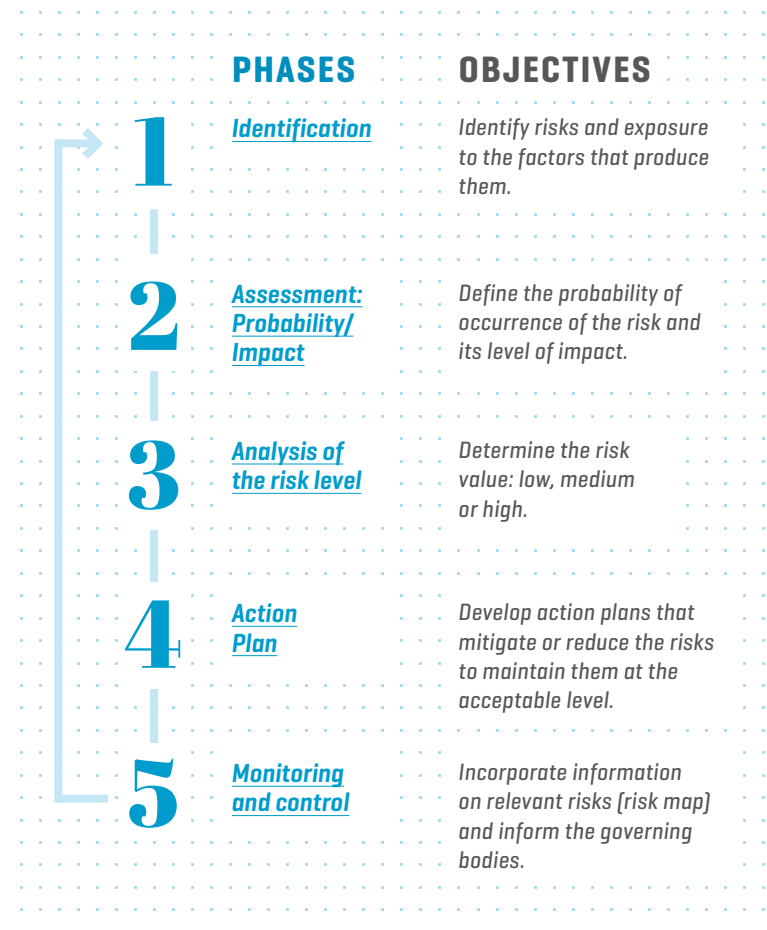 PHASES
OBJECTIVES
1
Identification
Identify risks and exposure
to the factors that produce
them.
2
Assessment:
Probability/
Impact
Define the probability of
occurrence of the risk and
its level of impact.
3
Analysis of
the risk level
Determine the risk
value: low, medium
or high.
4
Action
Plan
Develop action plans that
mitigate or reduce the risks
to maintain them at the
acceptable level.
5
Monitoring
and control
Incorporate information
on relevant risks (risk map)
and inform the governing
bodies.